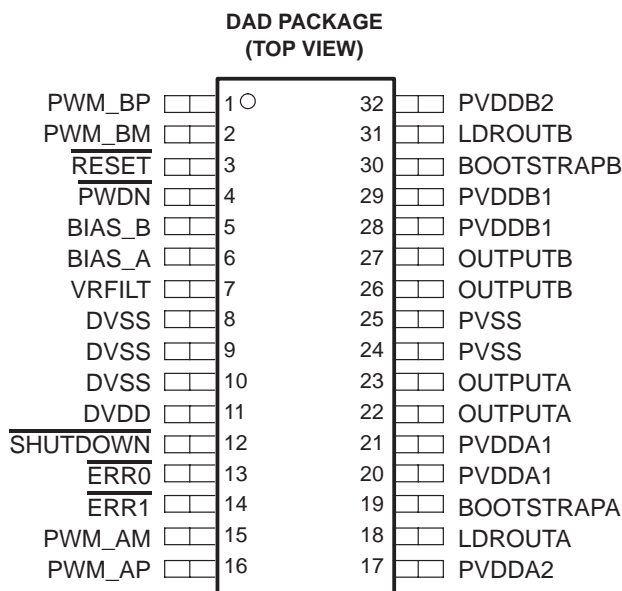 DAD PACKAGE
(TOP VIEW)
PWM_BP 1 32 PVDDB2
PWM_BM 2 31 LDROUTB
RESET 3 30 BOOTSTRAPB
PWDN 4 29 PVDDB1
BIAS_B 5 28 PVDDB1
BIAS_A 6 27 OUTPUTB
VRFILT 7 26 OUTPUTB
DVSS 8 25 PVSS
DVSS 9 24 PVSS
DVSS 10 23 OUTPUTA
DVDD 11 22 OUTPUTA
SHUTDOWN 12 21 PVDDA1
ERR0 13 20 PVDDA1
ERR1 14 19 BOOTSTRAPA
PWM_AM 15 18 LDROUTA
PWM_AP 16 17 PVDDA2